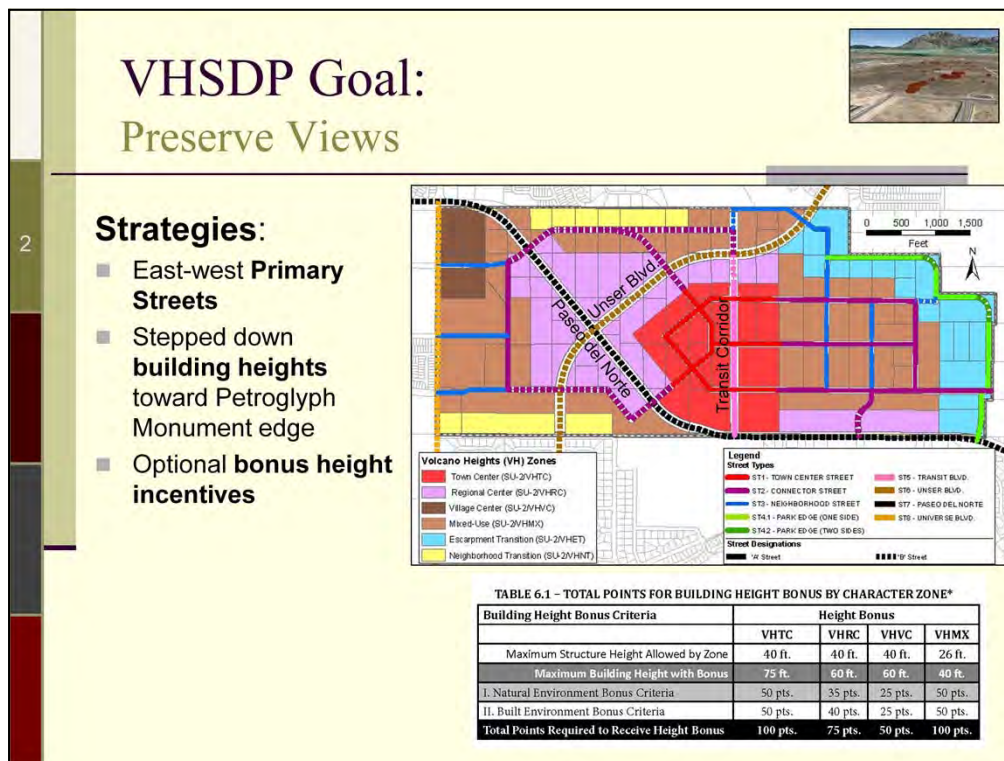 VHSDP Goal:
Preserve Views
2
Strategies:
East-west Primary
Streets
Stepped down
building heights
toward Petroglyph
Monument edge
Optional bonus height
incentives
0 500 1,000 1,500
Feet
N
Unser Blvd.
Paseo del Norte
Transit Corridor
Volcano Heights (VH) Zones
Town Center (SU-2/VHTC)
Regional Center (SU-2/VHRC)
Village Center (SU-2/VHVC)
Mixed-Use (SU-2/VHMX)
Escarpment Transition (SU-2/VHET)
Neighborhood Transition (SU-2/VHNT)
Legend
Street Types
ST1 - TOWN CENTER STREET
ST2 - CONNECTOR STREET
ST3 - NEIGHBORHOOD STREET
ST4.1 - PARK EDGE (ONE SIDE)
ST4.2 - PARK EDGE (TWO SIDES)
ST5 - TRANSIT BLVD.
ST6 - UNSER BLVD.
ST7 - PASEO DEL NORTE
ST8 - UNIVERSE BLVD.
Street Designations
'A' Street
'B' Street
TABLE 6.1 – TOTAL POINTS FOR BUILDING HEIGHT BONUS BY CHARACTER ZONE*
Building Height Bonus Criteria Height Bonus
VHTC VHRC VHVC VHMX
Maximum Structure Height Allowed by Zone 40 ft. 40 ft. 40 ft. 26 ft.
Maximum Building Height with Bonus 75 ft. 60 ft. 60 ft. 40 ft.
I. Natural Environment Bonus Criteria 50 pts. 35 pts. 25 pts. 50 pts.
II. Built Environment Bonus Criteria 50 pts. 40 pts. 25 pts. 50 pts.
Total Points Required to Receive Height Bonus 100 pts. 75 pts. 50 pts. 100 pts.